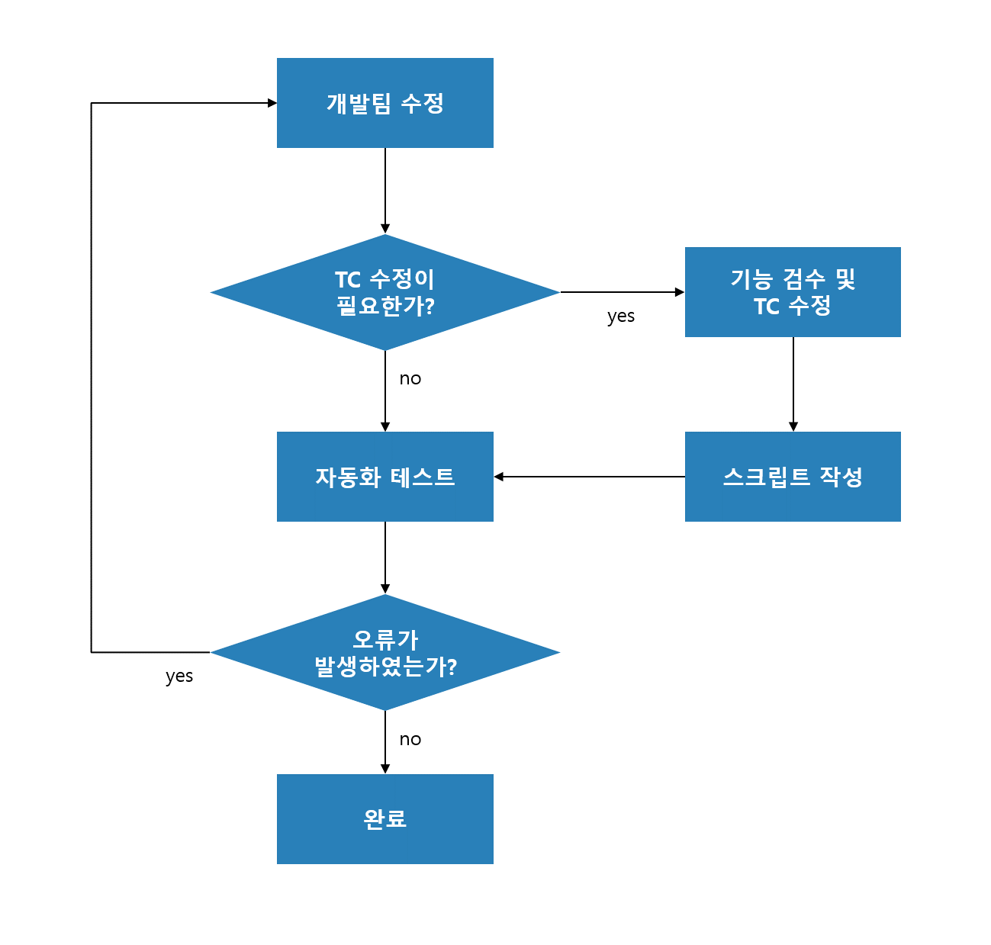 개발팀 수정
TC 수정이
필요한가?
yes
기능 검수 및
TC 수정
no
자동화 테스트
스크립트 작성
오류가
발생하였는가?
yes
no
완료